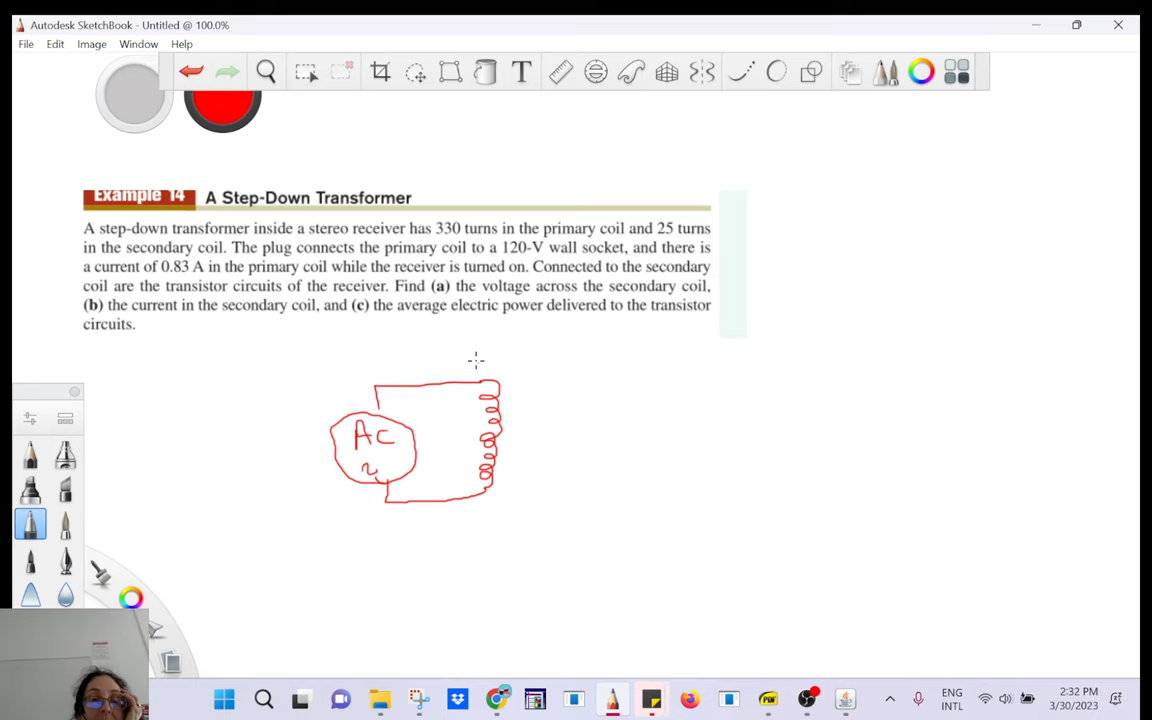 Autodesk SketchBook - Untitled @ 100.0%
File Edit Image Window Help
T
Example 14 A Step-Down Transformer
A step-down transformer inside a stereo receiver has 330 turns in the primary coil and 25 turns
in the secondary coil. The plug connects the primary coil to a 120-V wall socket, and there is
a current of 0.83 A in the primary coil while the receiver is turned on. Connected to the secondary
coil are the transistor circuits of the receiver. Find (a) the voltage across the secondary coil,
(b) the current in the secondary coil, and (c) the average electric power delivered to the transistor
circuits.
AC
~
PDF
ENG
INTL
2:32 PM
3/30/2023